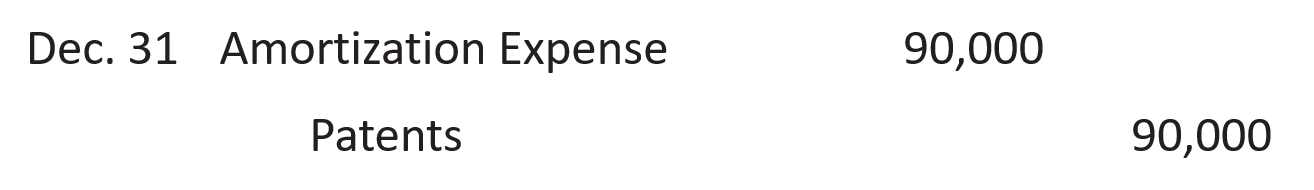 Dec. 31 Amortization Expense 90,000
Patents 90,000